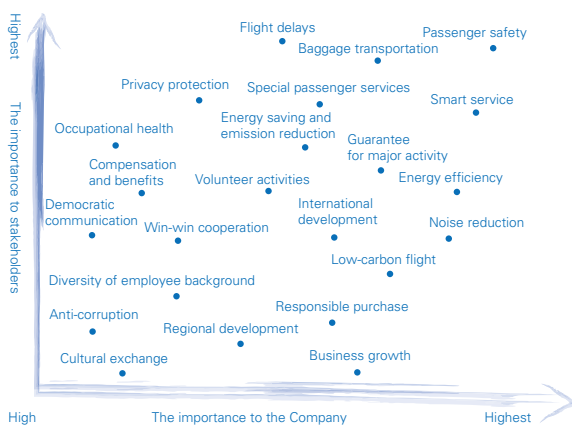 Highest
The importance to stakeholders
Flight delays
Passenger safety
Baggage transportation
Privacy protection
Special passenger services
Smart service
Energy saving and
emission reduction
Occupational health
Guarantee
for major activity
Compensation
and benefits
Volunteer activities
Energy efficiency
Democratic
communication
International
development
Win-win cooperation
Noise reduction
Low-carbon flight
Diversity of employee background
Responsible purchase
Anti-corruption
Regional development
Cultural exchange
Business growth
High
The importance to the Company
Highest